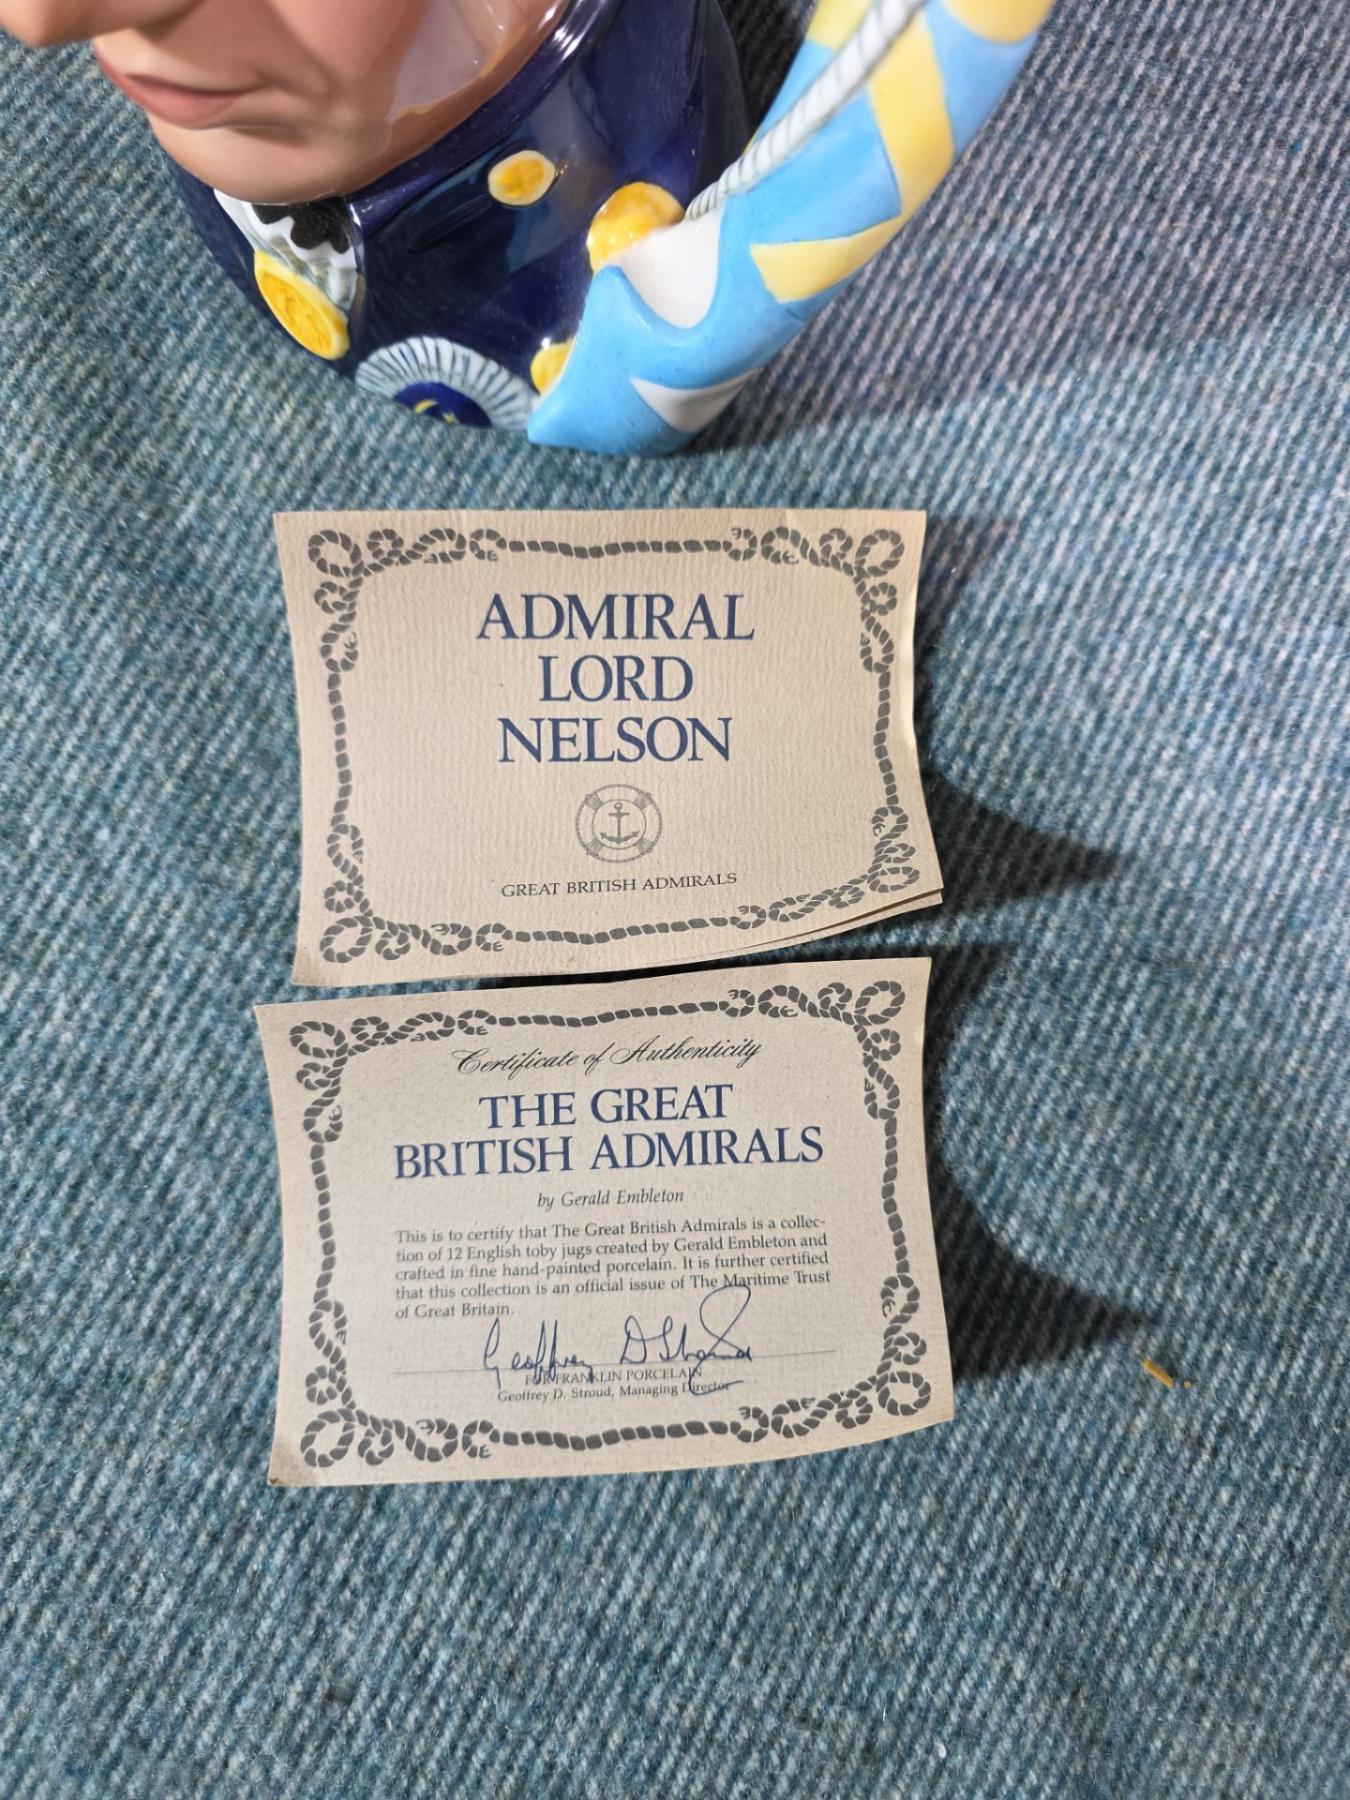 ADMIRAL
LORD
NELSON
GREAT BRITISH ADMIRALS
Certificate of Authenticity
THE GREAT
BRITISH ADMIRALS
by Gerald Embleton
This is to certify that The Great British Admirals is a collec-
tion of 12 English toby jugs created by Gerald Embleton and
crafted in fine hand-painted porcelain. It is further certified
that this collection is an official issue of The Maritime Trust
of Great Britain.
Geoffrey D Stroud
FOR FRANKLIN PORCELAIN
Geoffrey D. Stroud, Managing Director